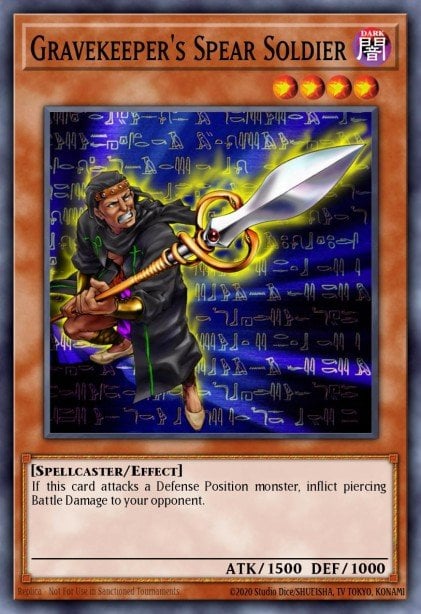 Gravekeeper's Spear Soldier
DARK
闇
[Spellcaster/Effect]
If this card attacks a Defense Position monster, inflict piercing
Battle Damage to your opponent.
ATK/1500 DEF/1000
Replica - Not For Use in Sanctioned Tournaments
©2020 Studio Dice/SHUEISHA, TV TOKYO, KONAMI